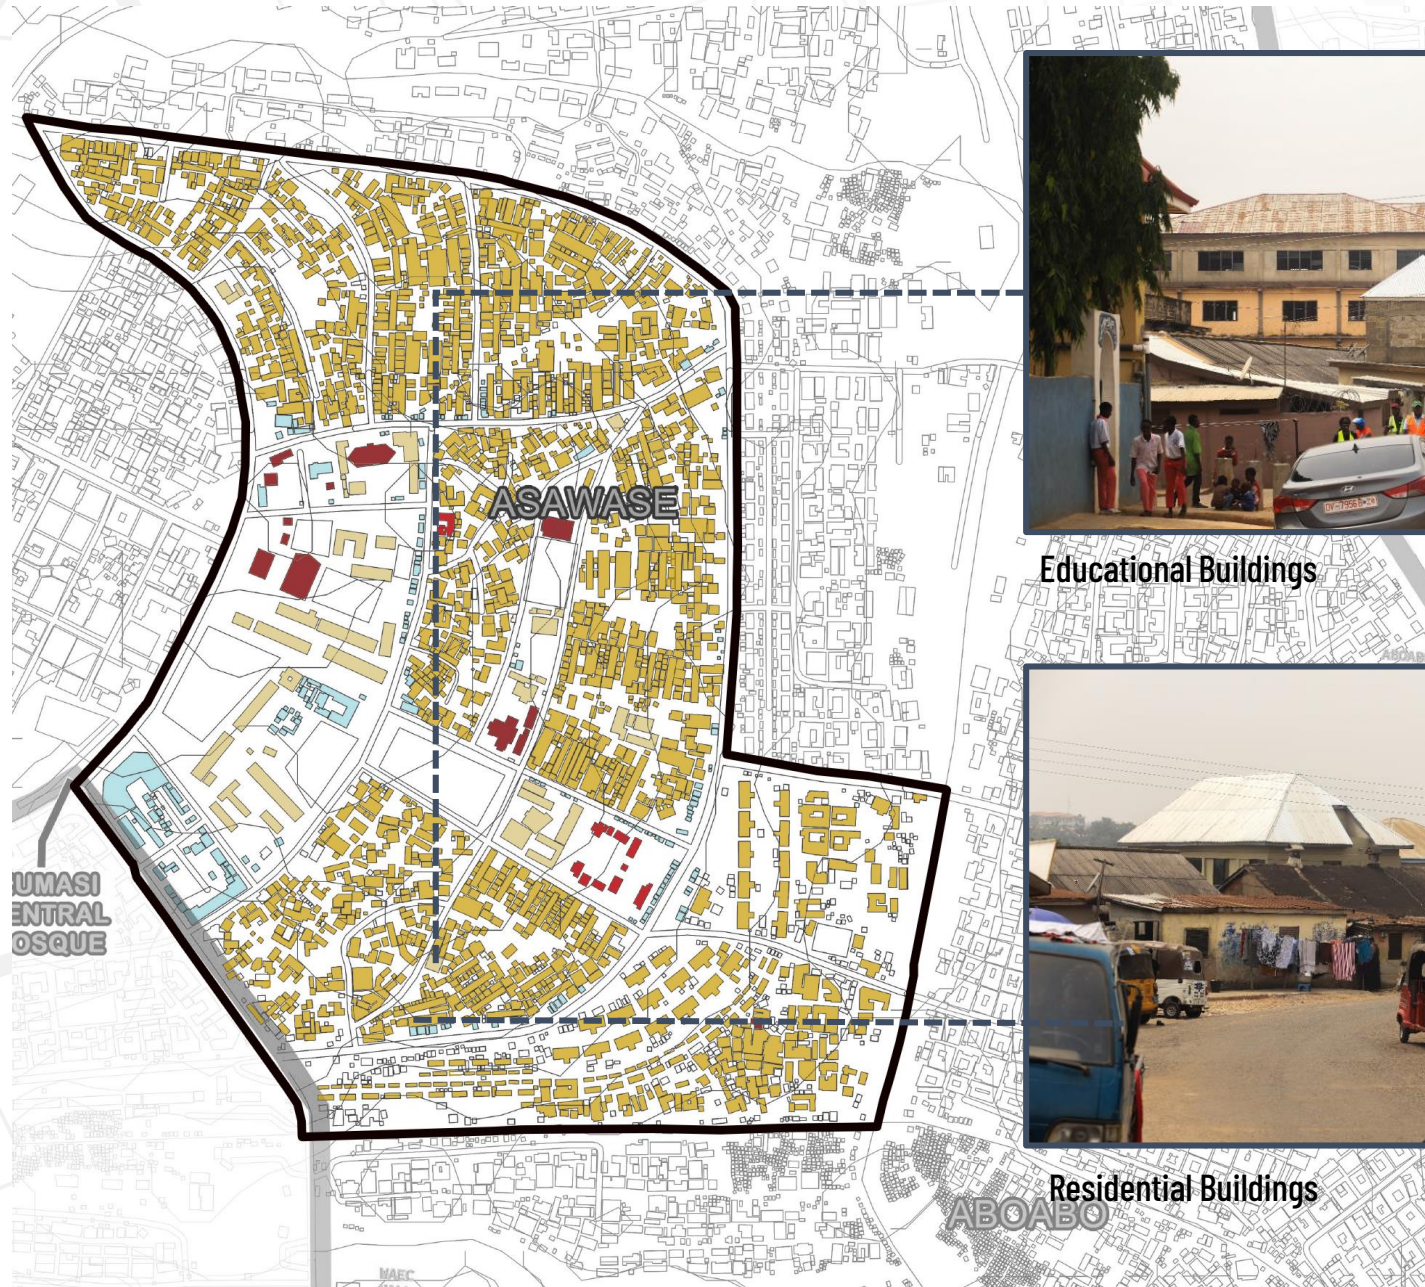 ASAWASE
Educational Buildings
UMASI
ENTRAL
OSQUE
Residential Buildings
ABOABO